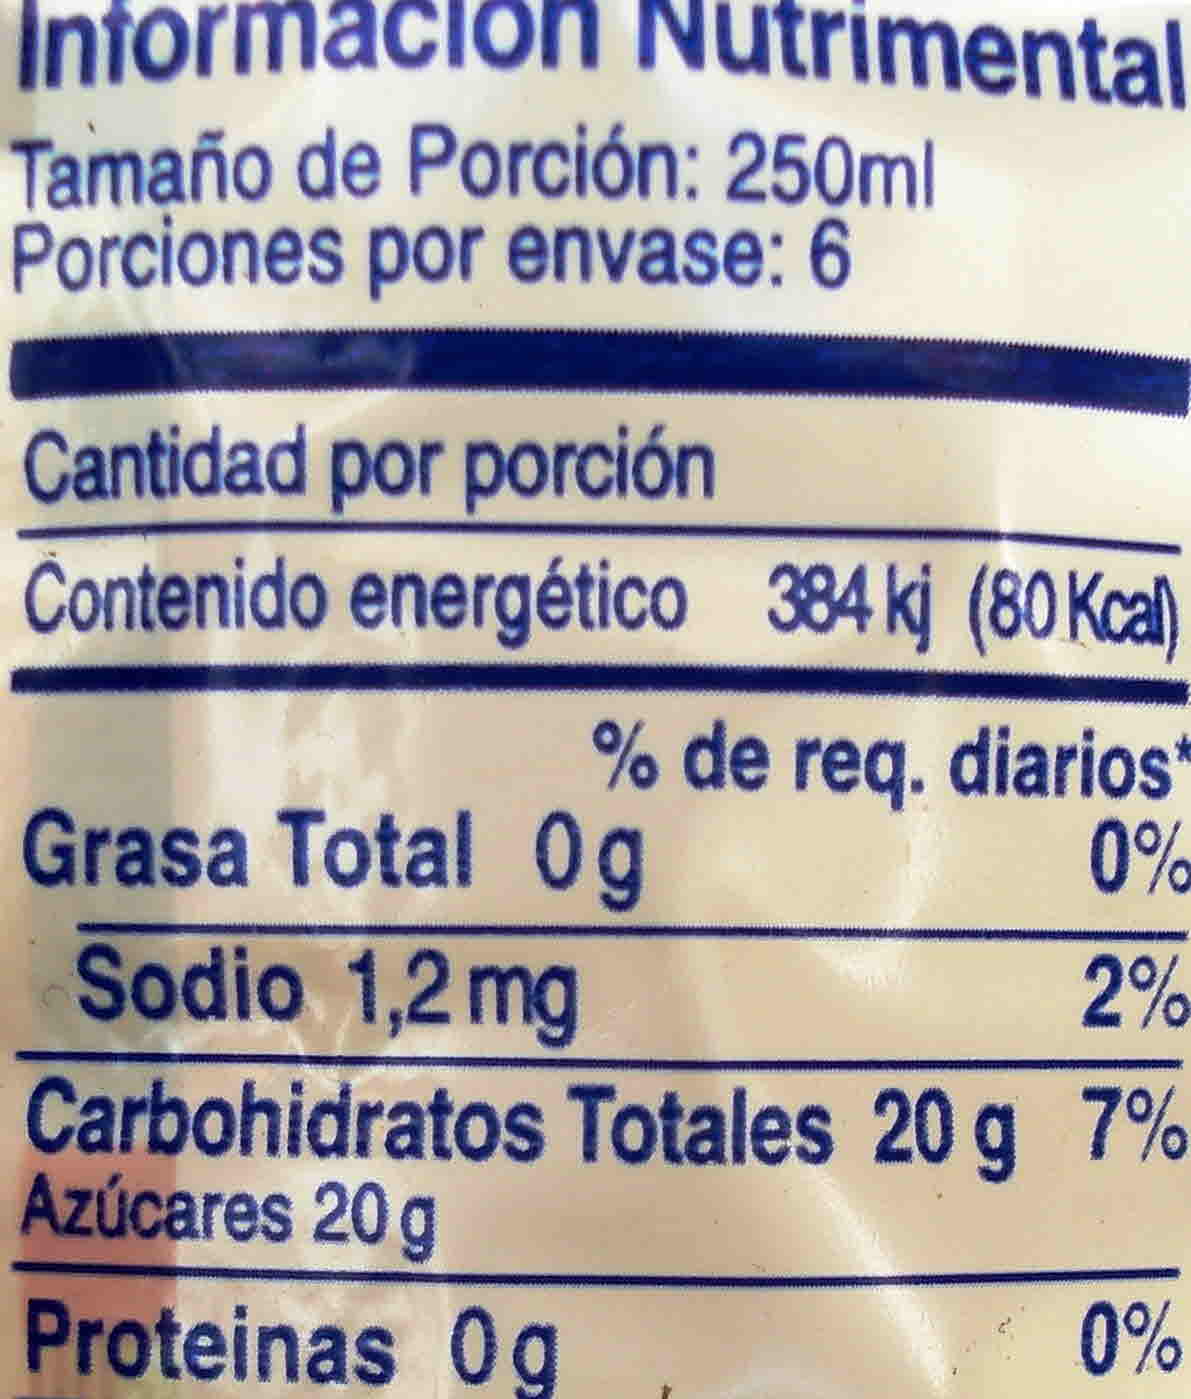 Información Nutrimental
Tamaño de Porción: 250ml
Porciones por envase: 6
Cantidad por porción
Contenido energético 384 kj (80 Kcal)
% de req. diarios*
Grasa Total 0g 0%
Sodio 1,2 mg 2%
Carbohidratos Totales 20 g 7%
Azúcares 20 g
Proteinas 0g 0%